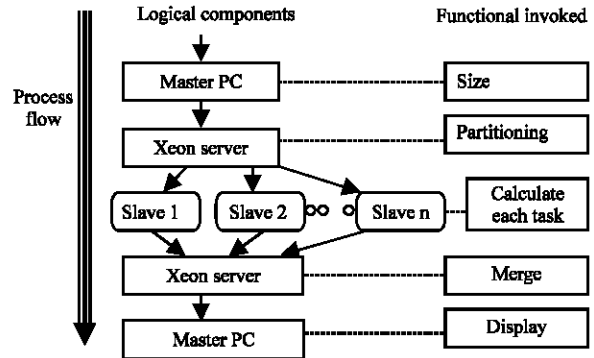 Logical components
Functional invoked
Process
flow
Master PC
Size
Xeon server
Partitioning
Slave 1
Slave 2
Slave n
Calculate
each task
Xeon server
Merge
Master PC
Display